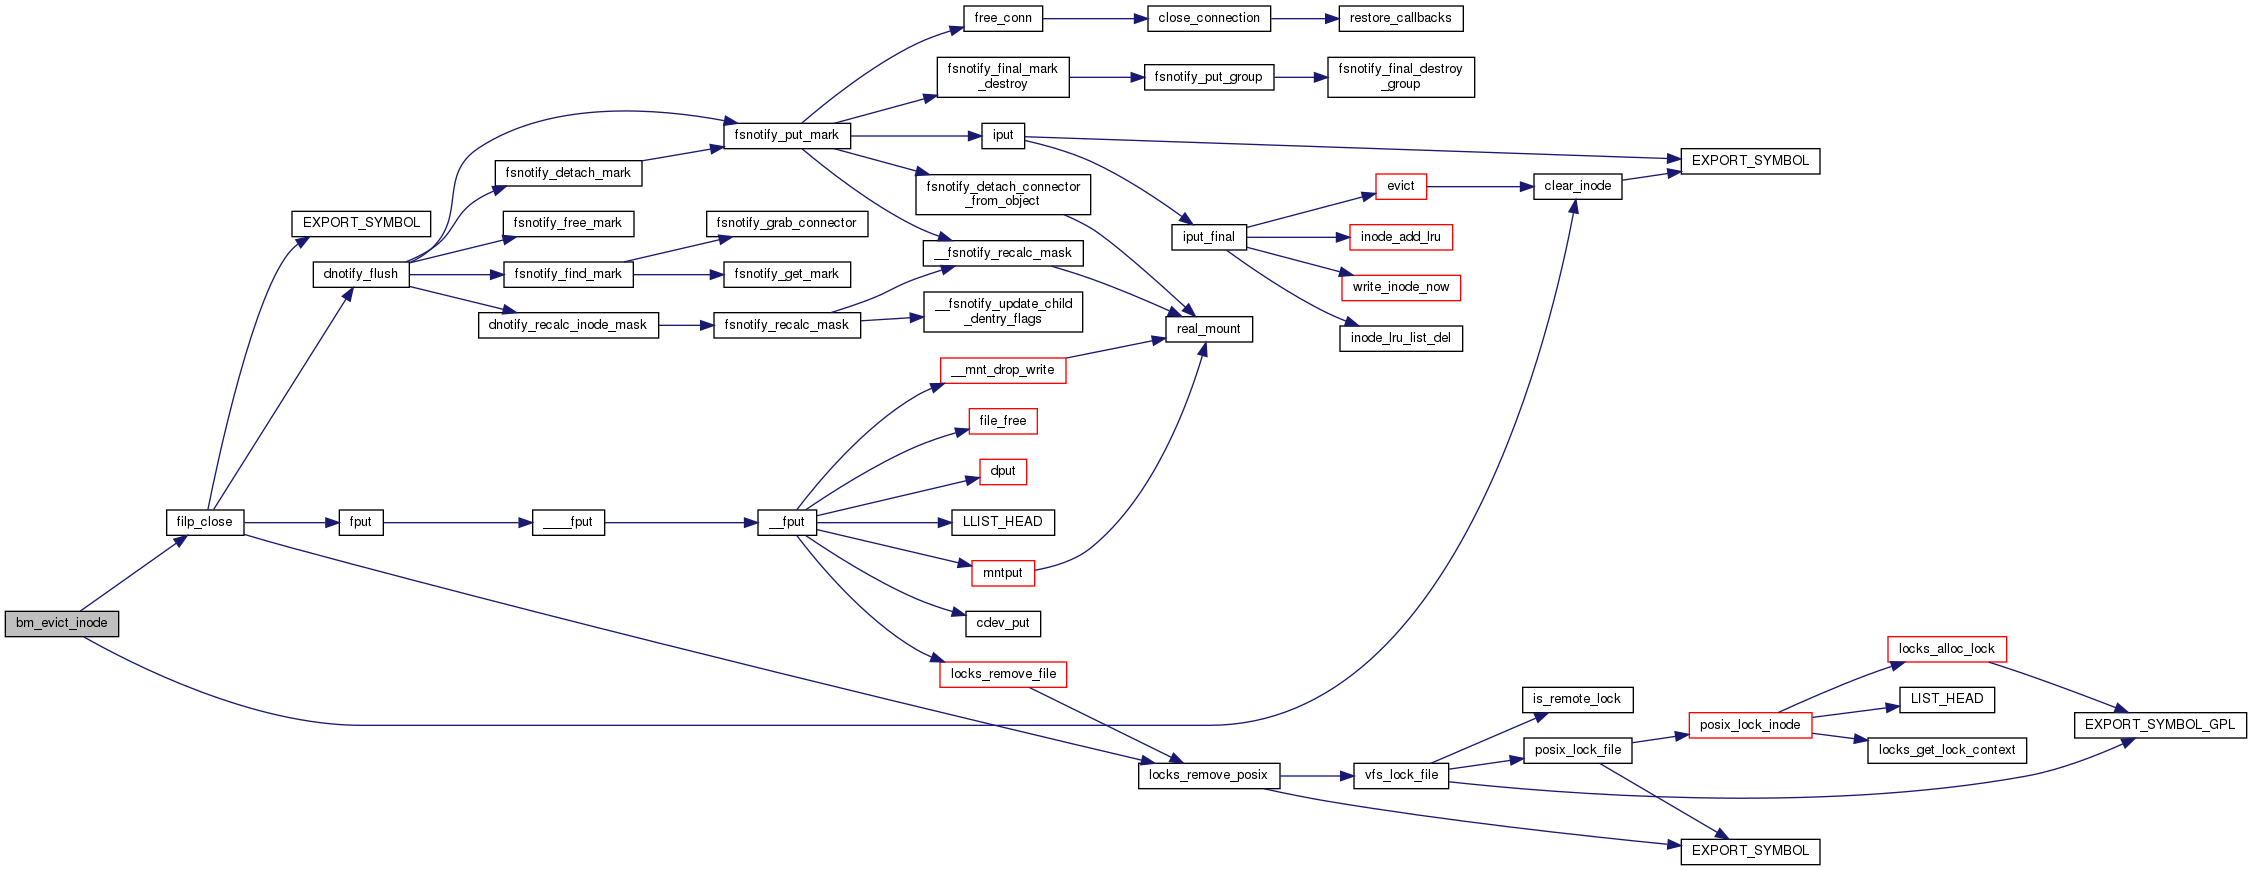 free_conn
close_connection
restore_callbacks
fsnotify_final_mark
_destroy
fsnotify_put_group
fsnotify_final_destroy
_group
fsnotify_put_mark
iput
EXPORT_SYMBOL
fsnotify_detach_mark
fsnotify_detach_connector
_from_object
evict
clear_inode
EXPORT_SYMBOL
fsnotify_free_mark
fsnotify_grab_connector
iput_final
inode_add_lru
dnotify_flush
fsnotify_find_mark
fsnotify_get_mark
__fsnotify_recalc_mask
write_inode_now
dnotify_recalc_inode_mask
fsnotify_recalc_mask
__fsnotify_update_child
_dentry_flags
real_mount
inode_lru_list_del
__mnt_drop_write
file_free
dput
filp_close
fput
____fput
__fput
LLIST_HEAD
mntput
bm_evict_inode
cdev_put
locks_remove_file
locks_alloc_lock
is_remote_lock
LIST_HEAD
posix_lock_inode
EXPORT_SYMBOL_GPL
posix_lock_file
locks_get_lock_context
locks_remove_posix
vfs_lock_file
EXPORT_SYMBOL